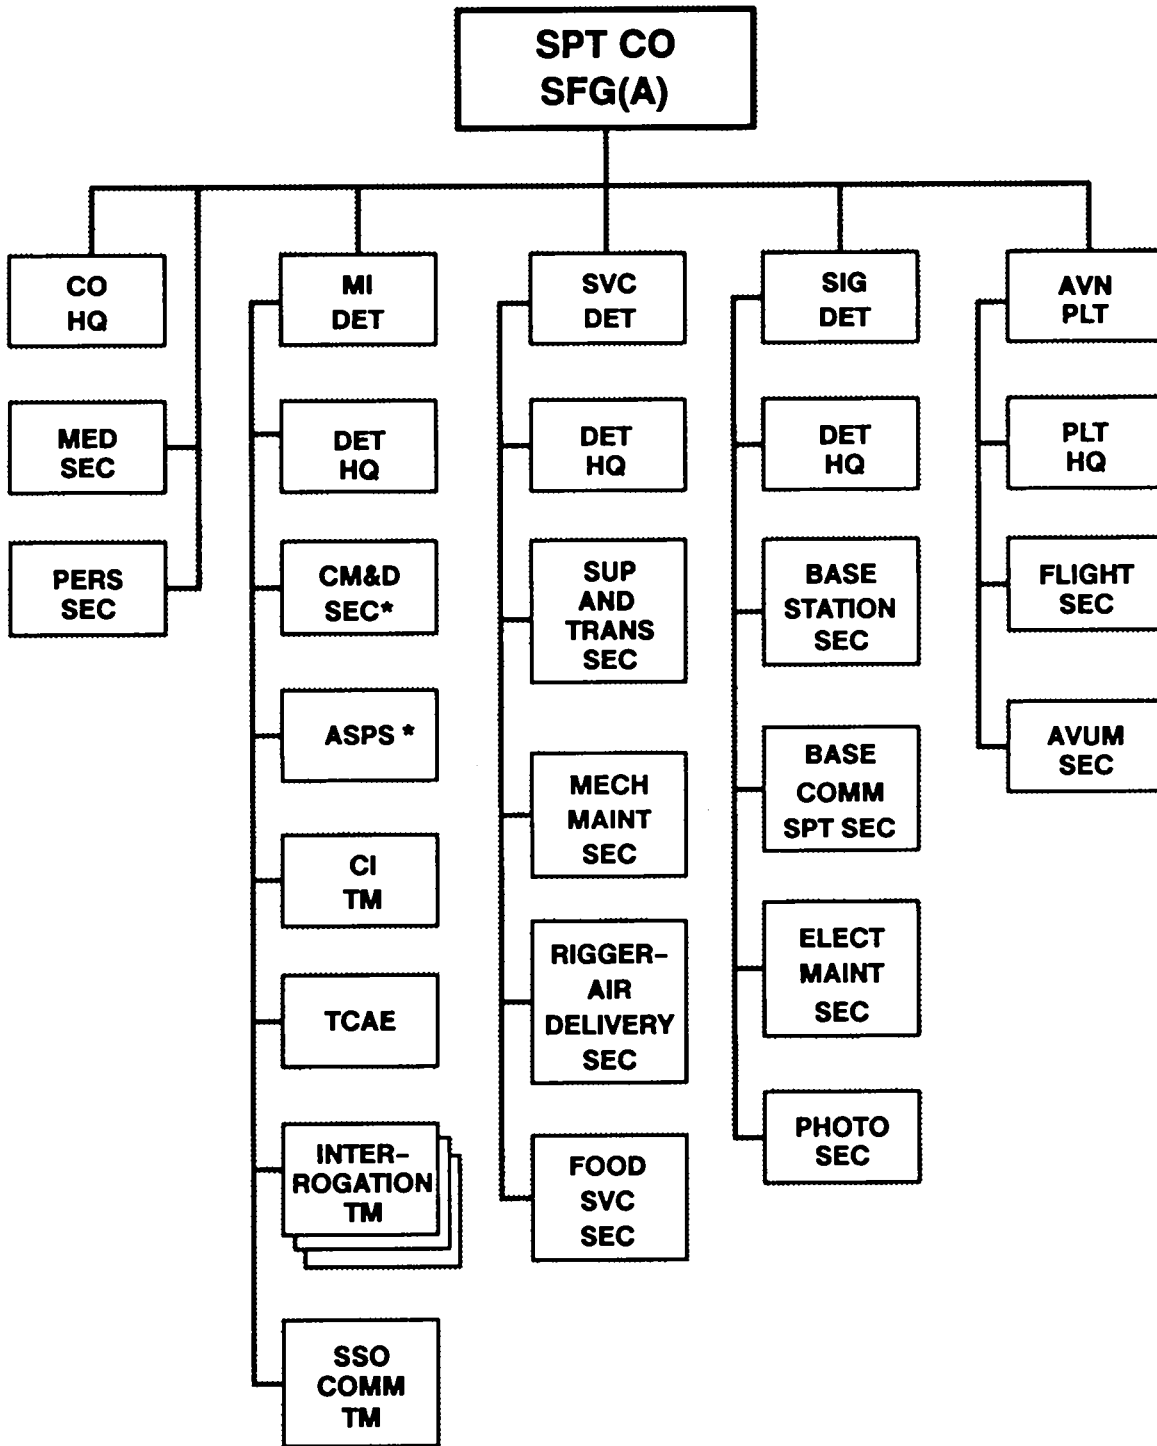 SPT CO
SFG(A)
CO
HQ
MED
SEC
PERS
SEC
MI
DET
DET
HQ
CM&D
SEC*
ASPS *
CI
TM
TCAE
INTER-
ROGATION
TM
SSO
COMM
TM
SVC
DET
DET
HQ
SUP
AND
TRANS
SEC
MECH
MAINT
SEC
RIGGER-
AIR
DELIVERY
SEC
FOOD
SVC
SEC
SIG
DET
DET
HQ
BASE
STATION
SEC
BASE
COMM
SPT SEC
ELECT
MAINT
SEC
PHOTO
SEC
AVN
PLT
PLT
HQ
FLIGHT
SEC
AVUM
SEC